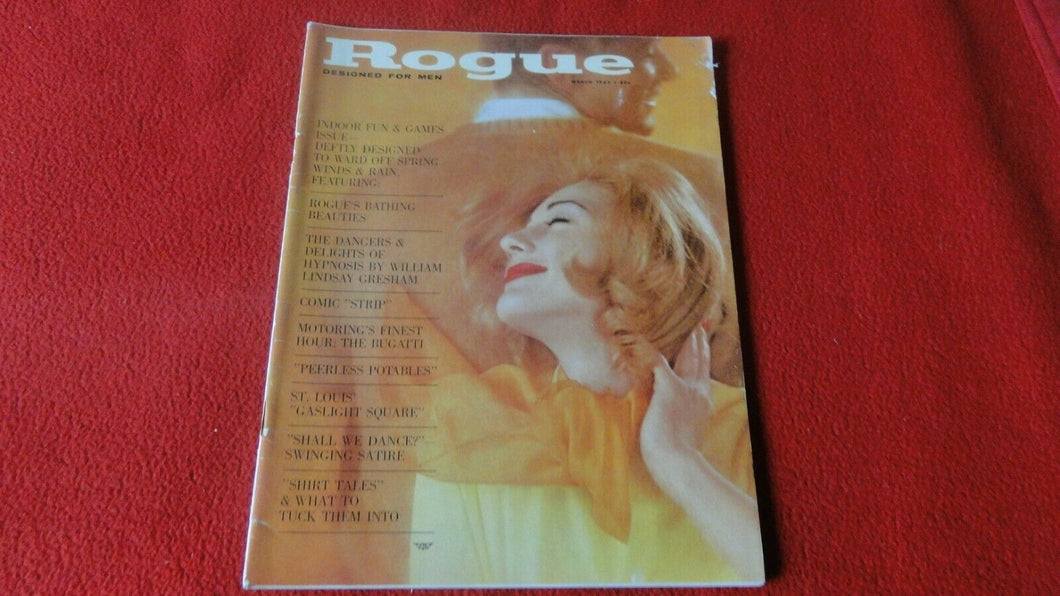 Rogue
DESIGNED FOR MEN
INDOOR FUN & GAMES
ISSUE—
DEFTLY DESIGNED
TO WARD OFF SPRING
WINDS & RAIN.
FEATURING:
ROGUE'S BATHING
BEAUTIES
THE DANGERS &
DELIGHTS OF
HYPNOSIS BY WILLIAM
LINDSAY GRESHAM
COMIC "STRIP"
MOTORING'S FINEST
HOUR: THE BUGATTI
"PEERLESS POTABLES"
ST. LOUIS'
"GASLIGHT SQUARE"
"SHALL WE DANCE?"—
SWINGING SATIRE
"SHIRT TALES"
& WHAT TO
TUCK THEM INTO